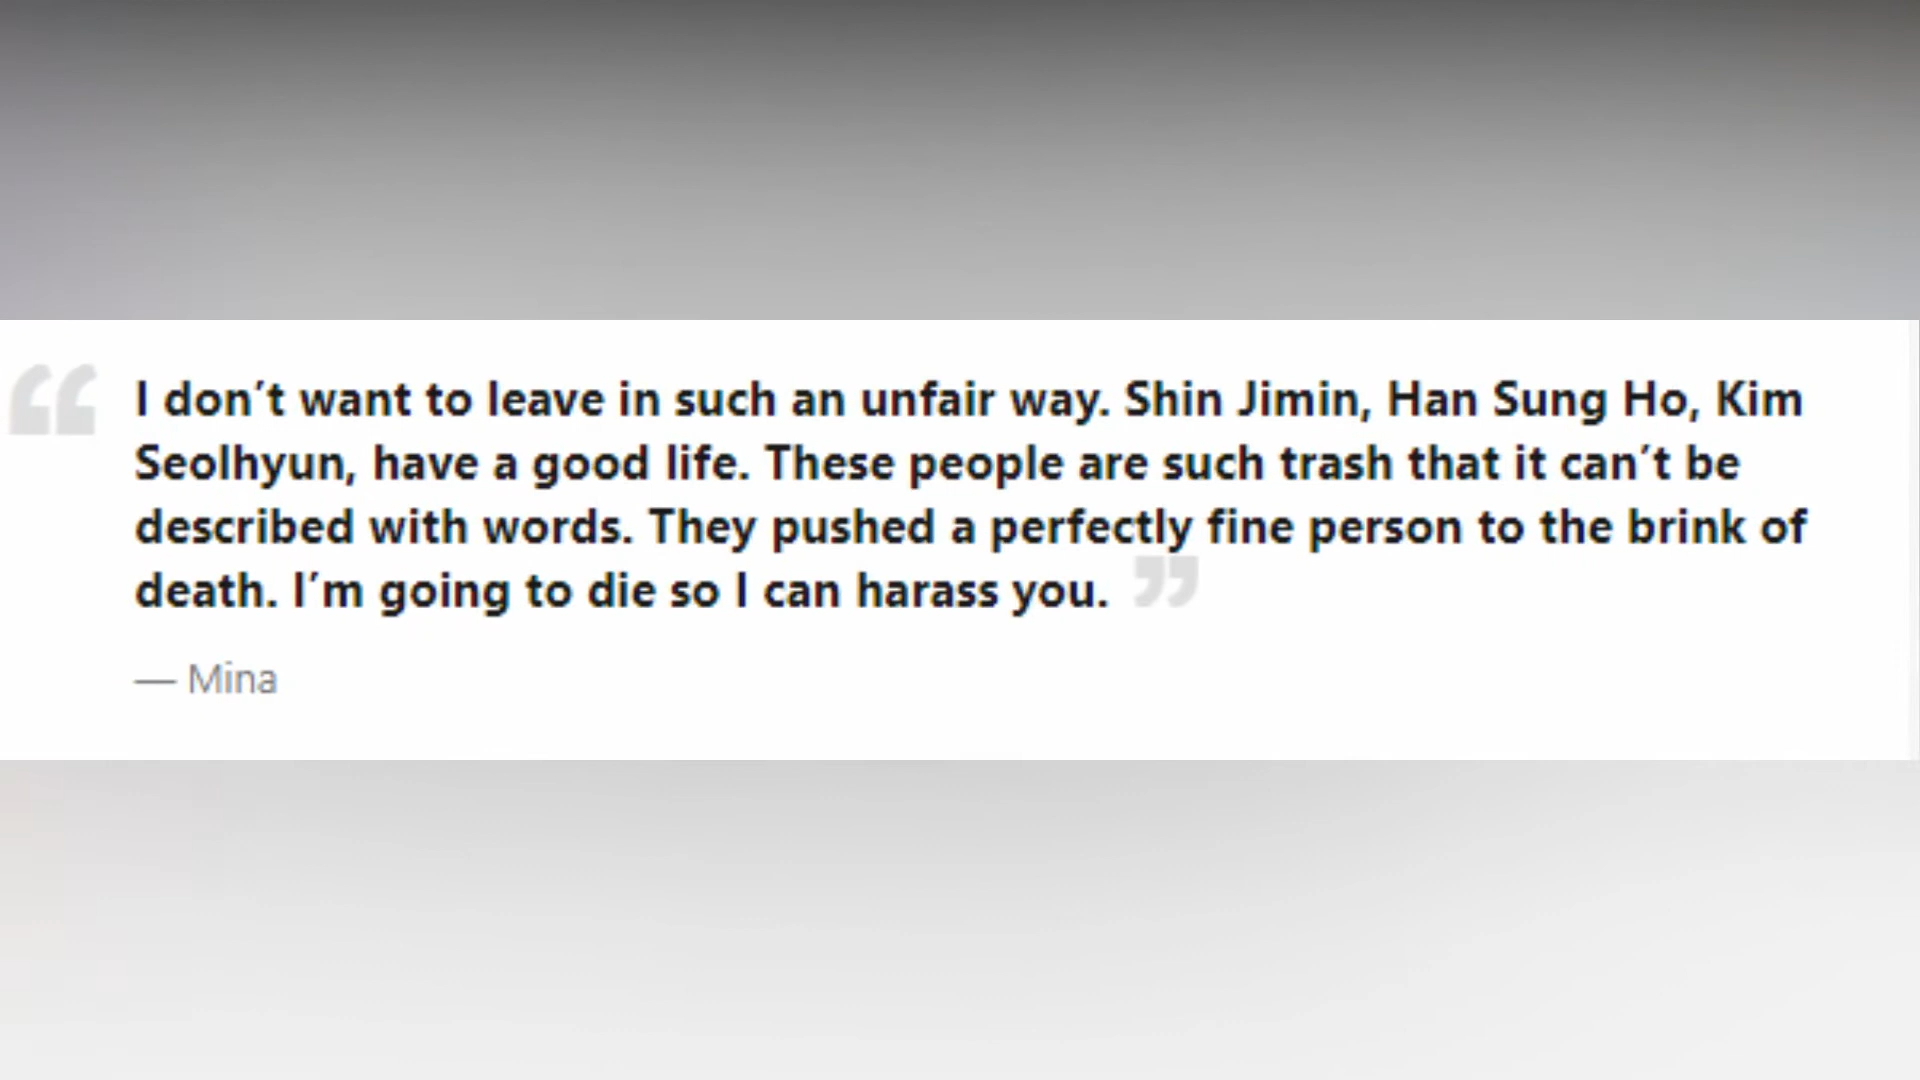 “ I don’t want to leave in such an unfair way. Shin Jimin, Han Sung Ho, Kim
Seolhyun, have a good life. These people are such trash that it can’t be
described with words. They pushed a perfectly fine person to the brink of
death. I’m going to die so I can harass you. ”
— Mina